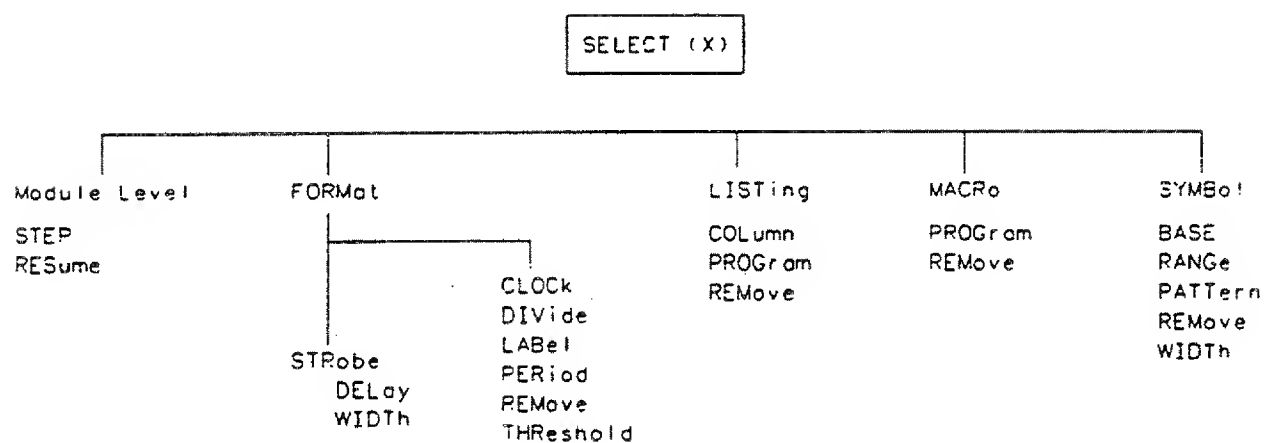 SELECT (X)
Module Level
STEP
RESume
FORMat
STRobe
DELay
WIDTh
CLOCk
DIVide
LABel
PERiod
REMove
THReshold
LISTing
COLumn
PROGram
REMove
MACRo
PROGram
REMove
SYMBol
BASE
RANGe
PATTern
REMove
WIDTh